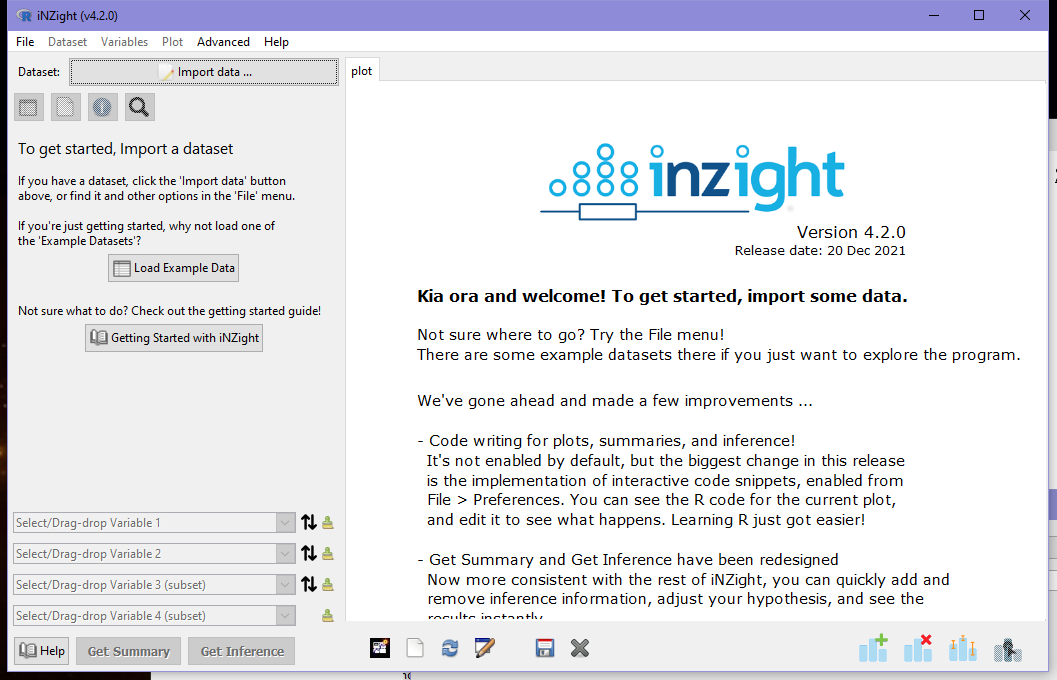 iNZight (v4.2.0)
File Dataset Variables Plot Advanced Help
Dataset: Import data ...
plot
To get started, Import a dataset
If you have a dataset, click the 'Import data' button
above, or find it and other options in the 'File' menu.
If you're just getting started, why not load one of
the 'Example Datasets'?
Load Example Data
Not sure what to do? Check out the getting started guide!
Getting Started with iNZight
Select/Drag-drop Variable 1
Select/Drag-drop Variable 2
Select/Drag-drop Variable 3 (subset)
Select/Drag-drop Variable 4 (subset)
Help Get Summary Get Inference
inzight
Version 4.2.0
Release date: 20 Dec 2021
Kia ora and welcome! To get started, import some data.
Not sure where to go? Try the File menu!
There are some example datasets there if you just want to explore the program.
We've gone ahead and made a few improvements ...
- Code writing for plots, summaries, and inference!
It's not enabled by default, but the biggest change in this release
is the implementation of interactive code snippets, enabled from
File > Preferences. You can see the R code for the current plot,
and edit it to see what happens. Learning R just got easier!
- Get Summary and Get Inference have been redesigned
Now more consistent with the rest of iNZight, you can quickly add and
remove inference information, adjust your hypothesis, and see the
results instantly